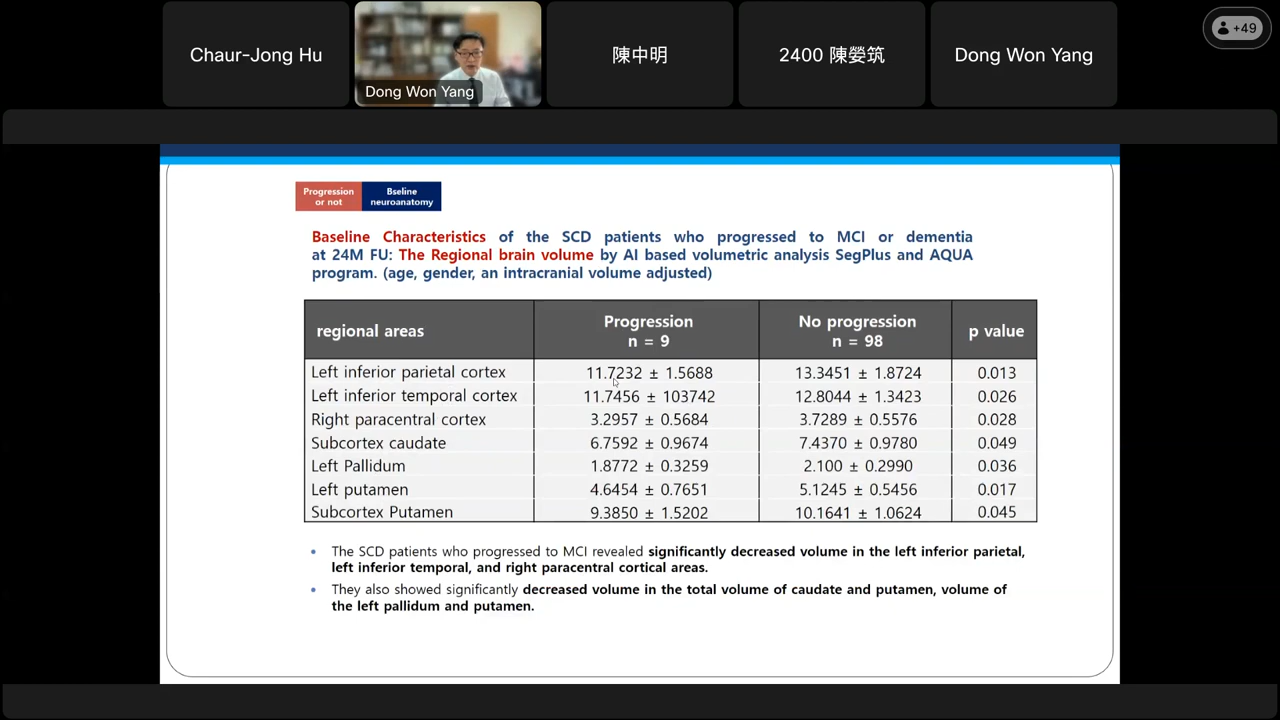 Chaur-Jong Hu
Dong Won Yang
陳中明
2400 陳嫈筑
Dong Won Yang
+49
Progression
or not
Bseline
neuroanatomy
Baseline Characteristics of the SCD patients who progressed to MCI or dementia
at 24M FU: The Regional brain volume by AI based volumetric analysis SegPlus and AQUA
program. (age, gender, an intracranial volume adjusted)
regional areas Progression n = 9 No progression n = 98 p value
Left inferior parietal cortex 11.7232 ± 1.5688 13.3451 ± 1.8724 0.013
Left inferior temporal cortex 11.7456 ± 103742 12.8044 ± 1.3423 0.026
Right paracentral cortex 3.2957 ± 0.5684 3.7289 ± 0.5576 0.028
Subcortex caudate 6.7592 ± 0.9674 7.4370 ± 0.9780 0.049
Left Pallidum 1.8772 ± 0.3259 2.100 ± 0.2990 0.036
Left putamen 4.6454 ± 0.7651 5.1245 ± 0.5456 0.017
Subcortex Putamen 9.3850 ± 1.5202 10.1641 ± 1.0624 0.045
• The SCD patients who progressed to MCI revealed significantly decreased volume in the left inferior parietal,
left inferior temporal, and right paracentral cortical areas.
• They also showed significantly decreased volume in the total volume of caudate and putamen, volume of
the left pallidum and putamen.